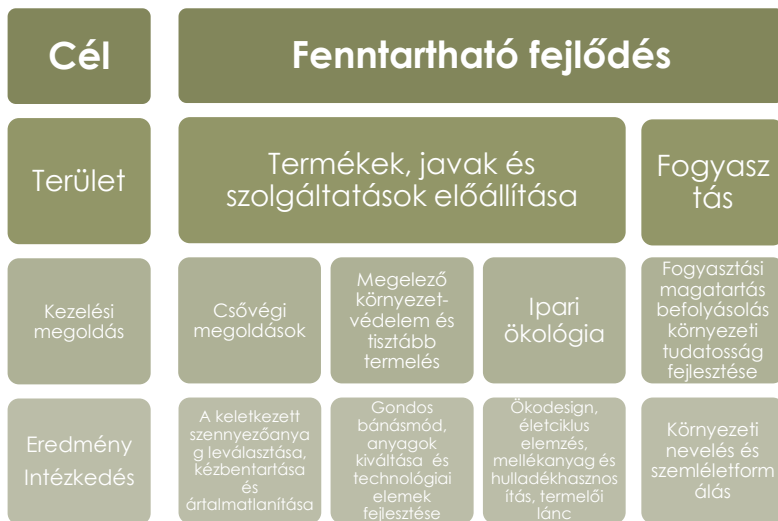 Cél
Fenntartható fejlődés
Terület
Termékek, javak és
szolgáltatások előállítása
Fogyasz
tás
Kezelési
megoldás
Csővégi
megoldások
Megelező
környezet-
védelem és
tisztább
termelés
Ipari
ökológia
Fogyasztási
magatartás
befolyásolás
környezeti
tudatosság
fejlesztése
Eredmény
Intézkedés
A keletkezett
szennyezőanya
g leválasztása,
kézbentartása
és
ártalmatlanítása
Gondos
bánásmód,
anyagok
kiváltása és
technológiai
elemek
fejlesztése
Ökodesign,
életciklus
elemzés,
mellékanyag és
hulladékhasznos
ítás, termelői
lánc
Környezeti
nevelés és
szemléletform
álás